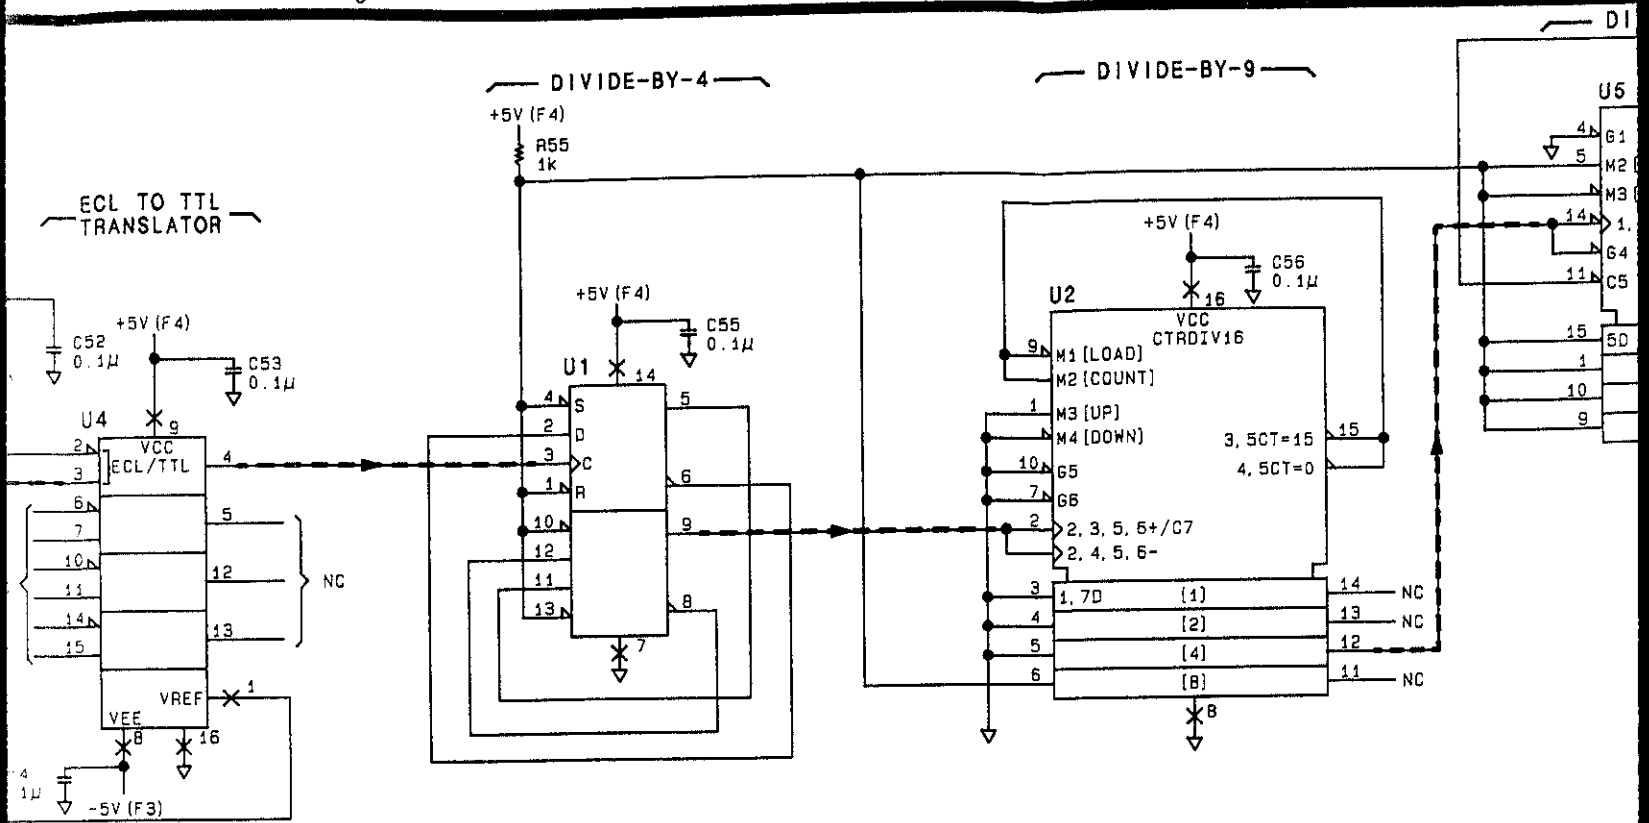 DI
DIVIDE-BY-4
DIVIDE-BY-9
+5V (F4)
R55
1k
U5
4 G1
5 M2
M3
14 1,
G4
11 C5
15 5D
1
10
9
ECL TO TTL
TRANSLATOR
+5V (F4)
C52
0.1µ
C53
0.1µ
U4
9
VCC
ECL/TTL
2
3
4
6
7
5
10
11
12
NC
14
15
13
VREF 1
VEE
8
16
4
1µ
-5V (F3)
+5V (F4)
C55
0.1µ
U1
14
4 S
2 D
3 C
1 R
5
6
10
12
11
13
9
8
7
+5V (F4)
C56
0.1µ
U2
16
VCC
CTRDIV16
9 M1 [LOAD]
M2 [COUNT]
1 M3 [UP]
M4 [DOWN]
10 G5
7 G6
2 2, 3, 5, 6+/C7
2, 4, 5, 6-
3, 5CT=15 15
4, 5CT=0
3 1, 7D [1] 14 NC
4 [2] 13 NC
5 [4] 12
6 [8] 11 NC
8